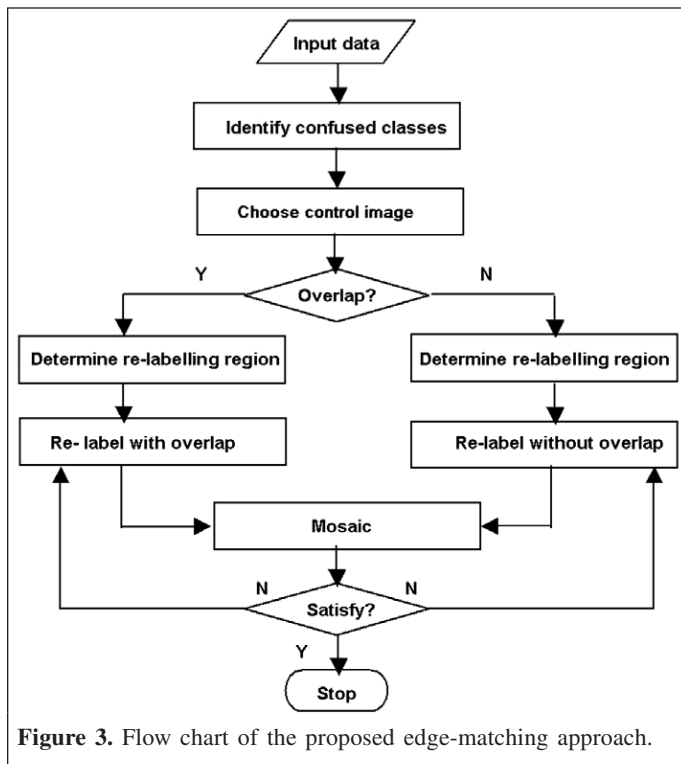 Input data
Identify confused classes
Choose control image
Y
N
Overlap?
Determine re-labelling region
Determine re-labelling region
Re- label with overlap
Re-label without overlap
Mosaic
N
N
Satisfy?
Y
Stop
Figure 3. Flow chart of the proposed edge-matching approach.